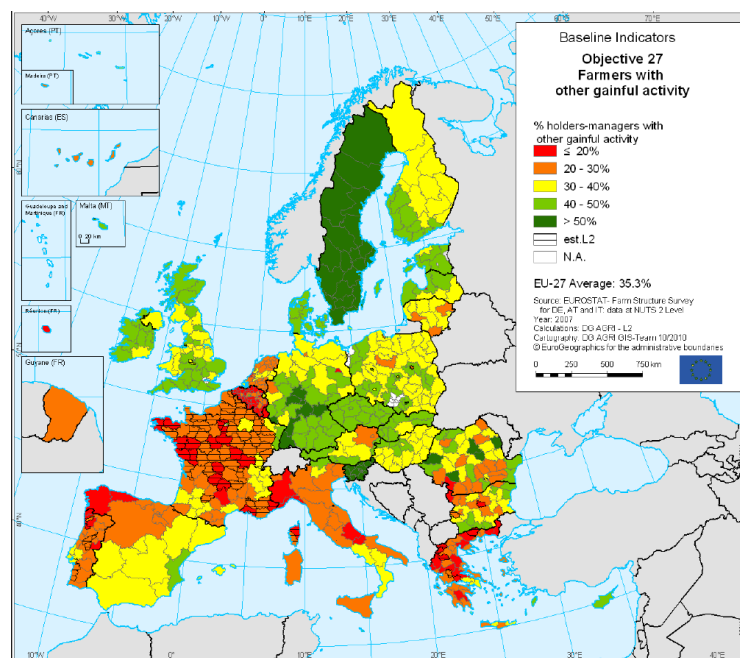 40°W
30°W
20°W
10°W
0°
10°E
20°E
30°E
40°E
50°E
60°E
70°E
Açores (PT)
Madeira (PT)
Canarias (ES)
Guadeloupe and
Martinique (FR)
Malta (MT)
0 20 km
Réunion (FR)
Guyane (FR)
Baseline Indicators
Objective 27
Farmers with
other gainful activity
% holders-managers with
other gainful activity
≤ 20%
20 - 30%
30 - 40%
40 - 50%
> 50%
est.L2
N.A.
EU-27 Average: 35.3%
Source: EUROSTAT- Farm Structure Survey
for DE, AT and IT: data at NUTS 2 Level
Year: 2007
Calculations: DG AGRI - L2
Cartography: DG AGRI GIS-Team 10/2010
© EuroGeographics for the administrative boundaries
0 250 500 750 km
10°W
0°
10°E
20°E
30°E
40°E